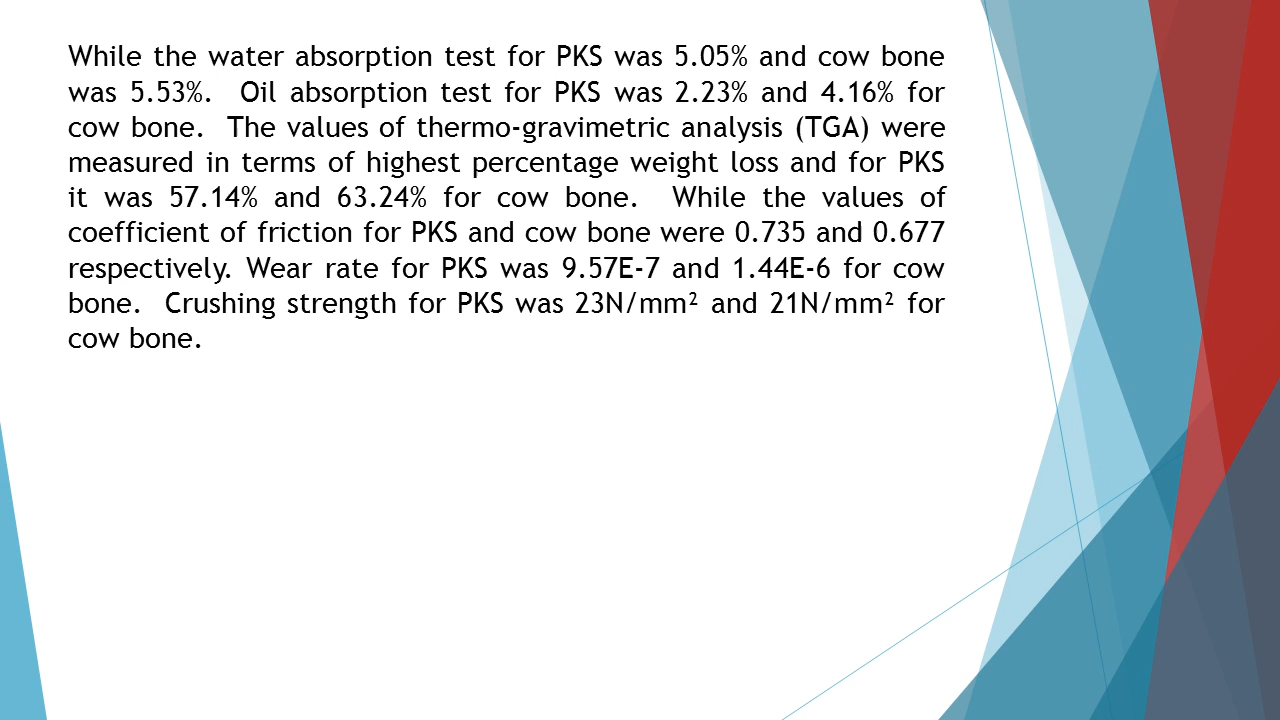 While the water absorption test for PKS was 5.05% and cow bone
was 5.53%.  Oil absorption test for PKS was 2.23% and 4.16% for
cow bone.  The values of thermo-gravimetric analysis (TGA) were
measured in terms of highest percentage weight loss and for PKS
it was 57.14% and 63.24% for cow bone.  While the values of
coefficient of friction for PKS and cow bone were 0.735 and 0.677
respectively. Wear rate for PKS was 9.57E-7 and 1.44E-6 for cow
bone.  Crushing strength for PKS was 23N/mm² and 21N/mm² for
cow bone.